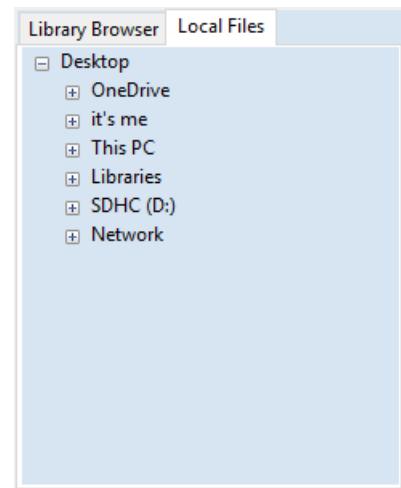 Library Browser Local Files
Desktop
OneDrive
it's me
This PC
Libraries
SDHC (D:)
Network